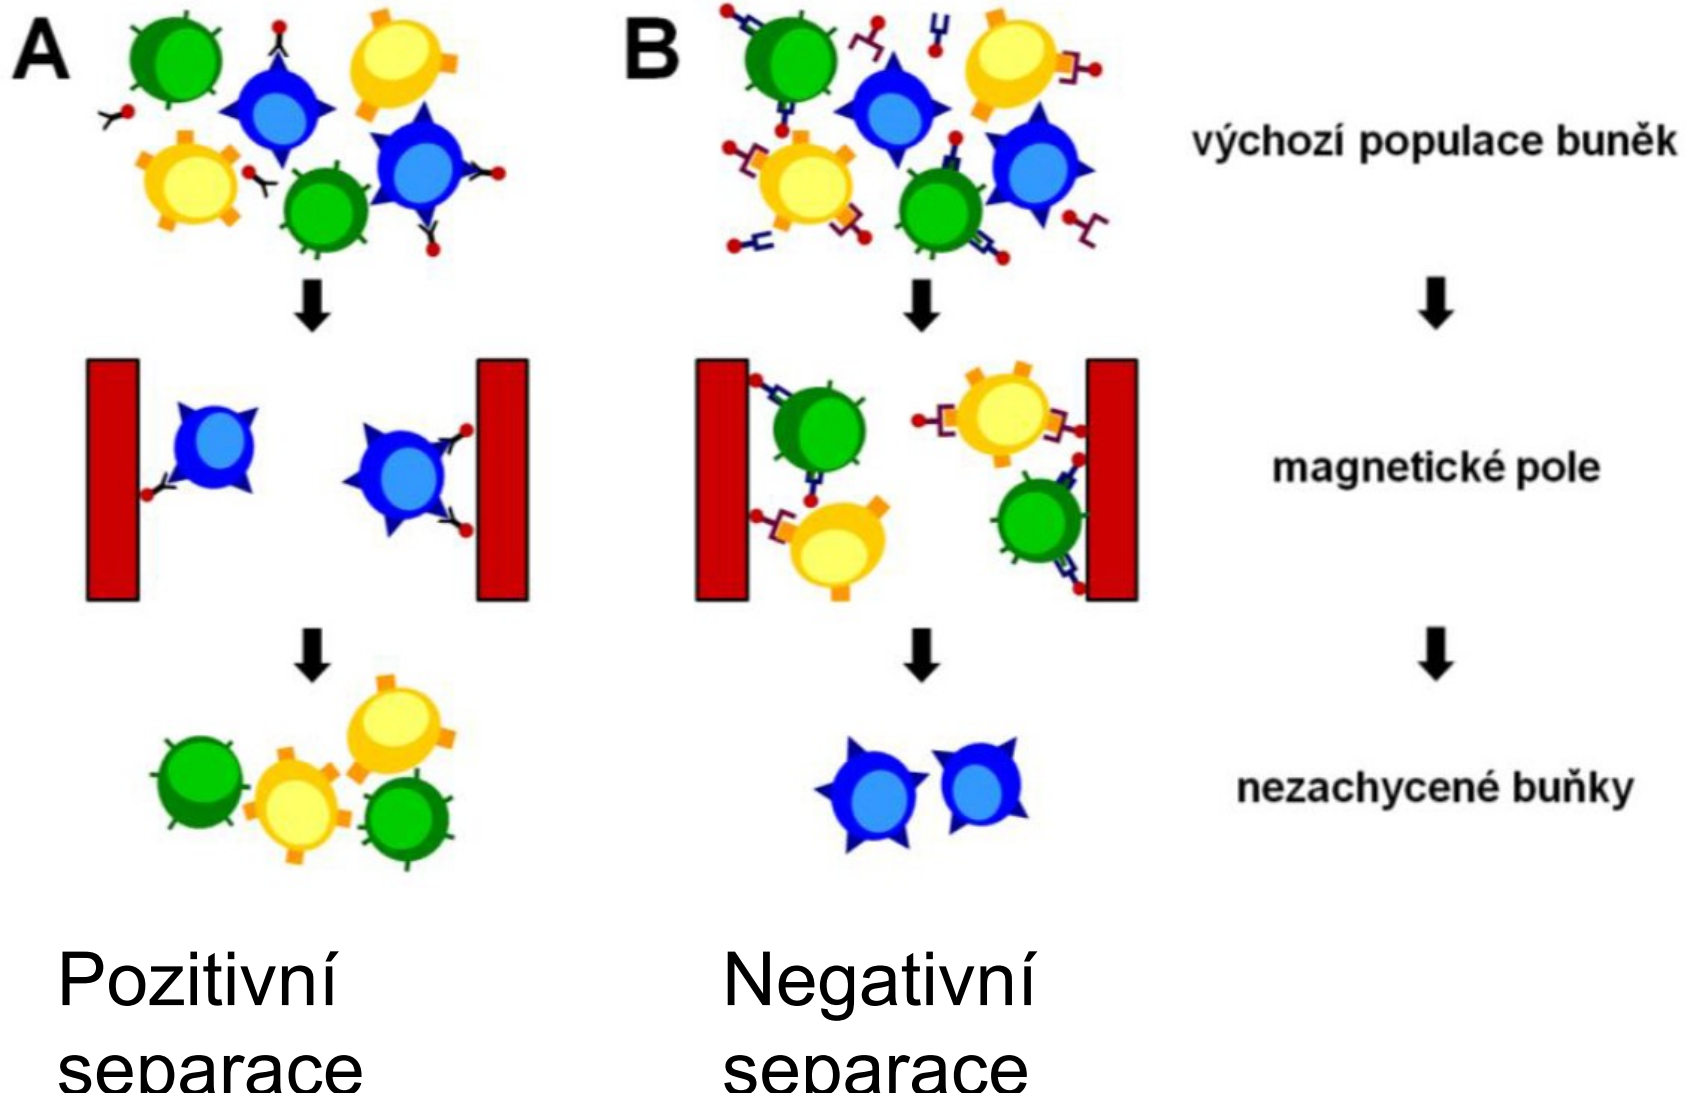 A
B
výchozí populace buněk
magnetické pole
nezachycené buňky
Pozitivní
separace
Negativní
separace